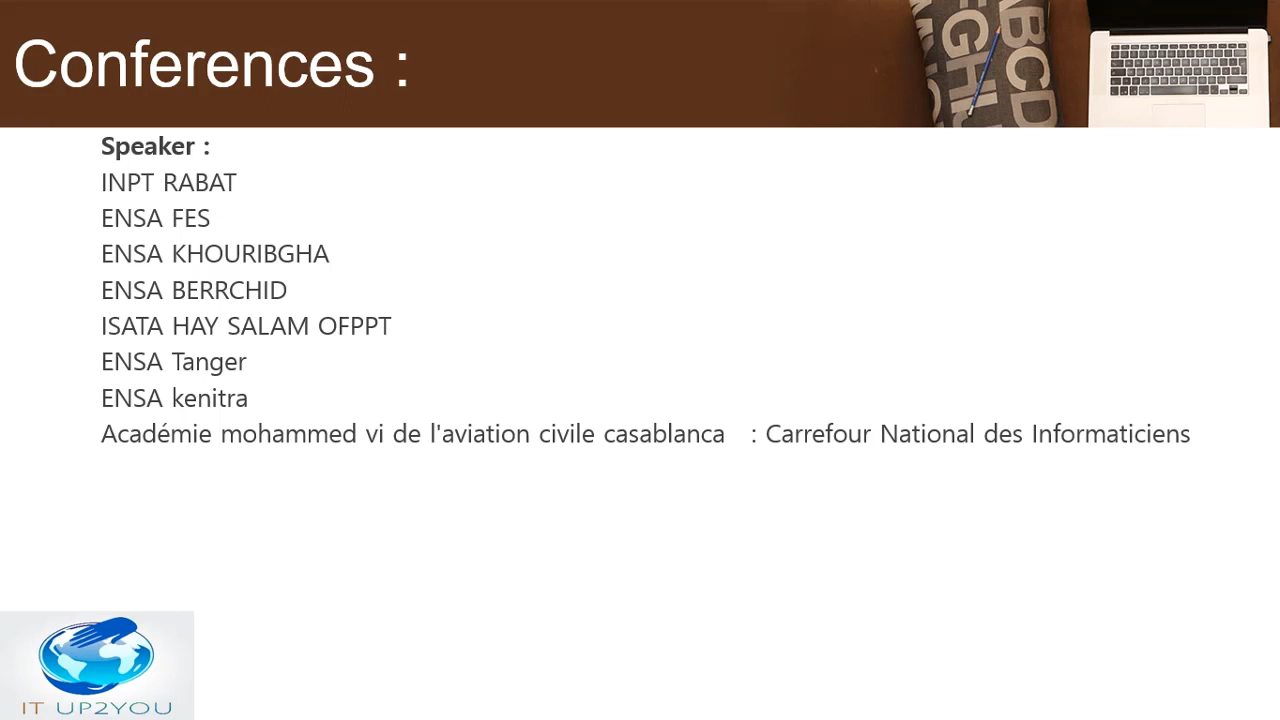 Conferences :
Speaker :
INPT RABAT
ENSA FES
ENSA KHOURIBGHA
ENSA BERRCHID
ISATA HAY SALAM OFPPT
ENSA Tanger
ENSA kenitra
Académie mohammed vi de l'aviation civile casablanca : Carrefour National des Informaticiens
IT UP2YOU